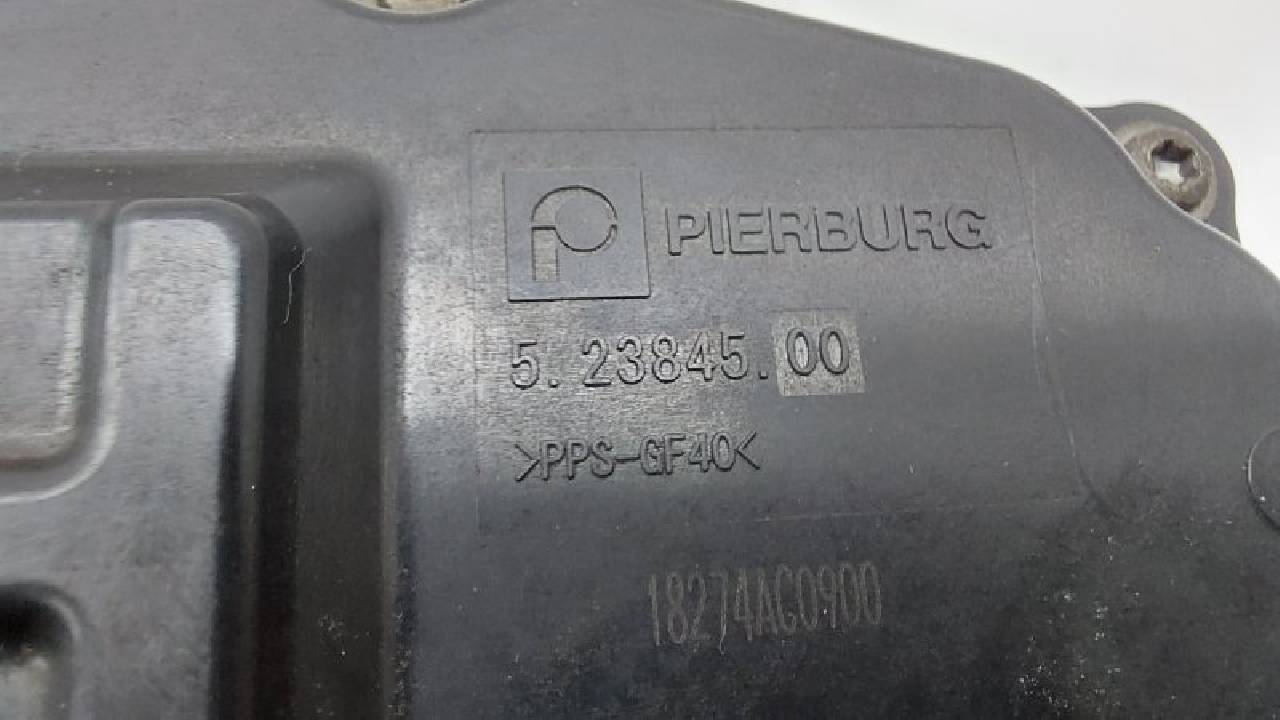 PIERBURG
5.23845.00
>PPS-GF40<
18274AC0900